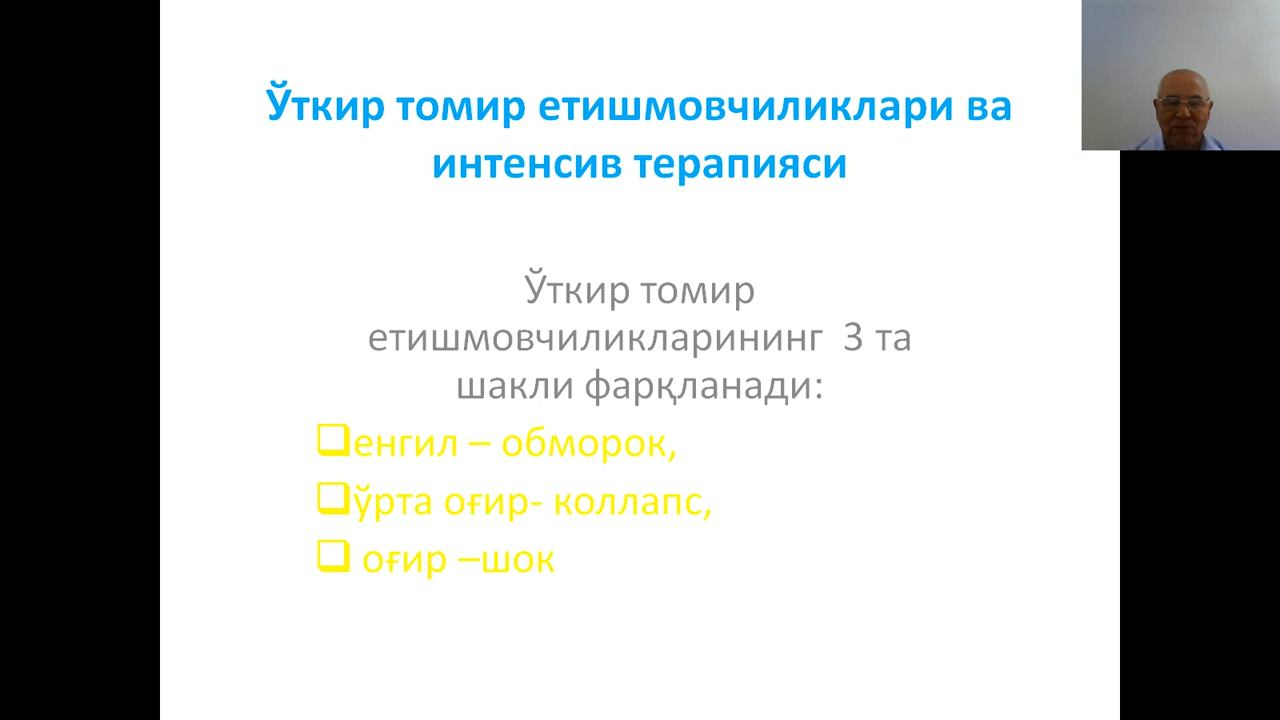 Ўткир томир етишмовчиликлари ва
интенсив терапияси
Ўткир томир
етишмовчиликларининг 3 та
шакли фарқланади:
❑енгил – обморок,
❑ўрта оғир- коллапс,
❑ оғир –шок